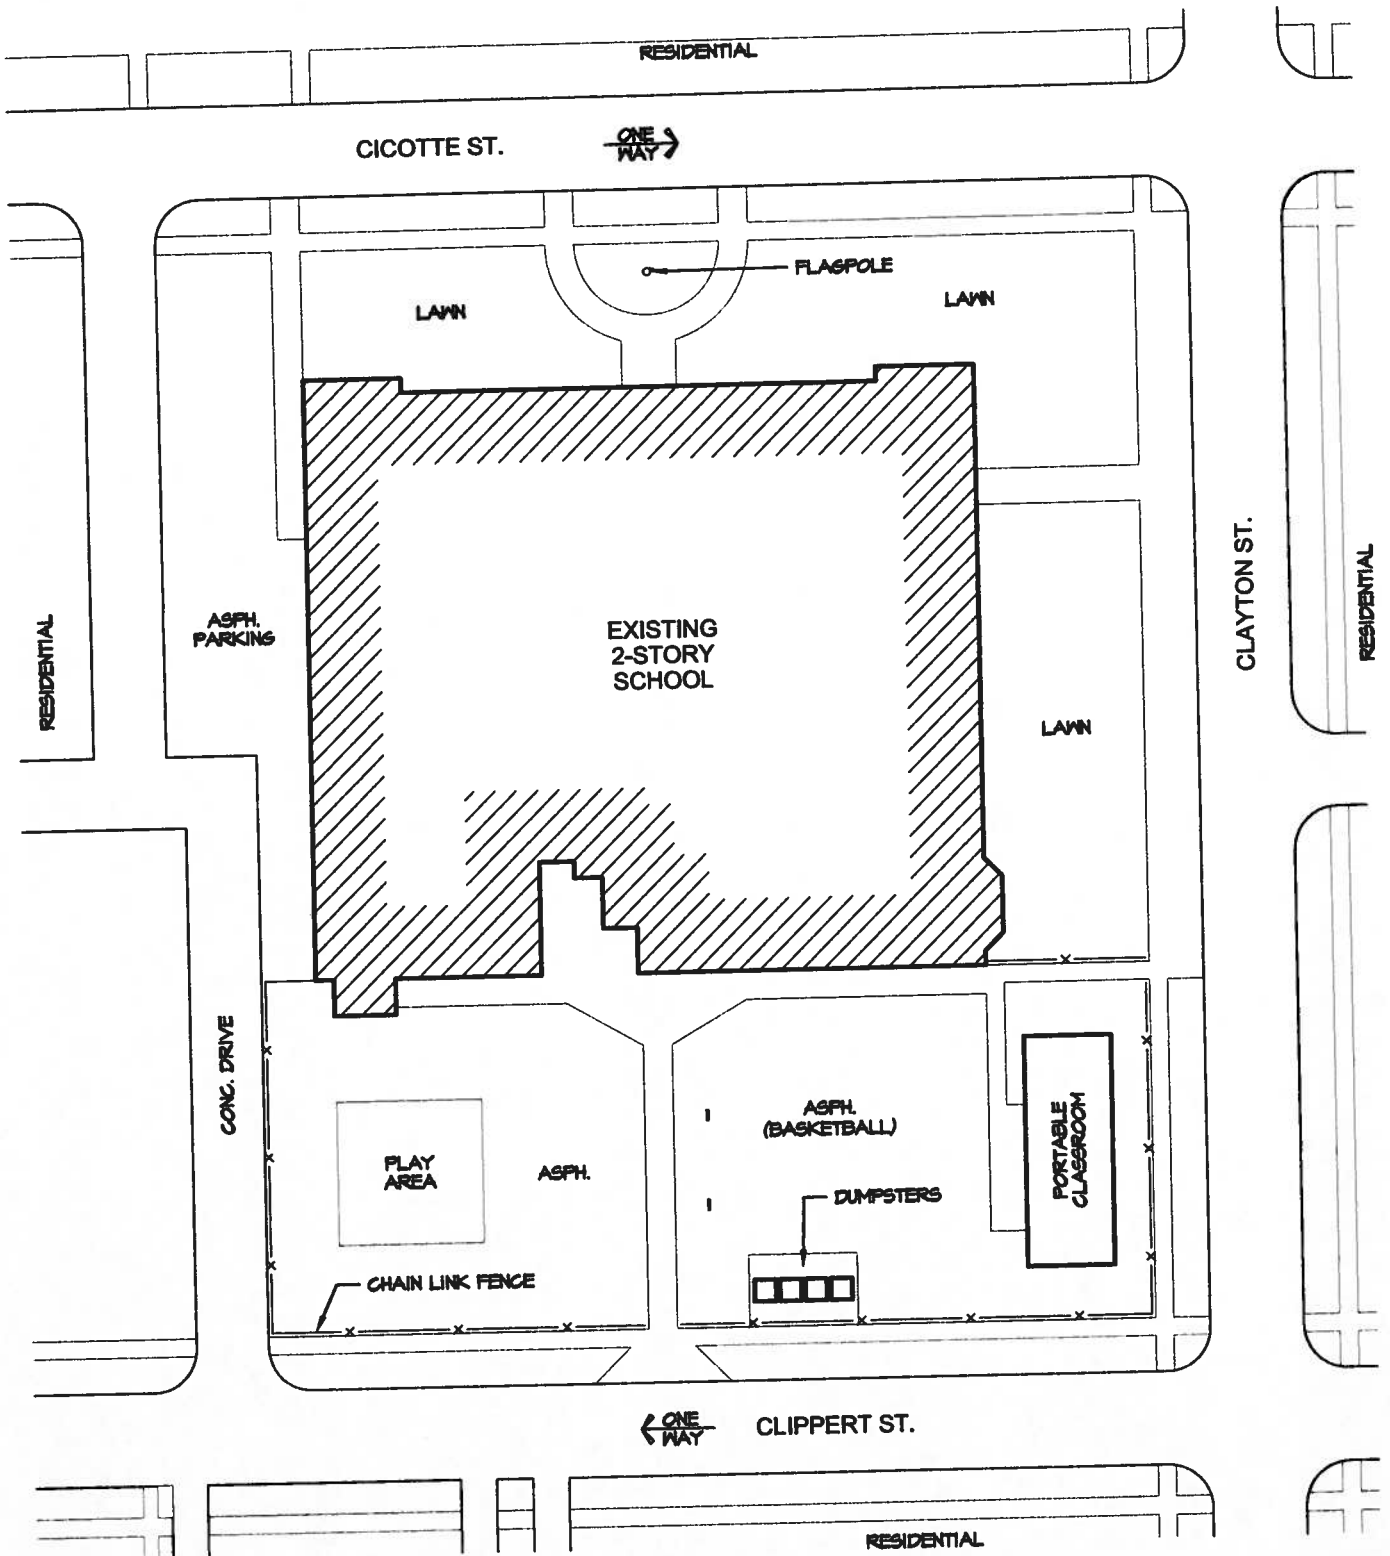 RESIDENTIAL
CICOTTE ST.
ONE
WAY
FLAGPOLE
LAWN
LAWN
EXISTING
2-STORY
SCHOOL
ASPH.
PARKING
RESIDENTIAL
CLAYTON ST.
RESIDENTIAL
LAWN
CONC. DRIVE
PLAY
AREA
ASPH.
ASPH.
(BASKETBALL)
PORTABLE
CLASSROOM
DUMPSTERS
CHAIN LINK FENCE
ONE
WAY
CLIPPERT ST.
RESIDENTIAL